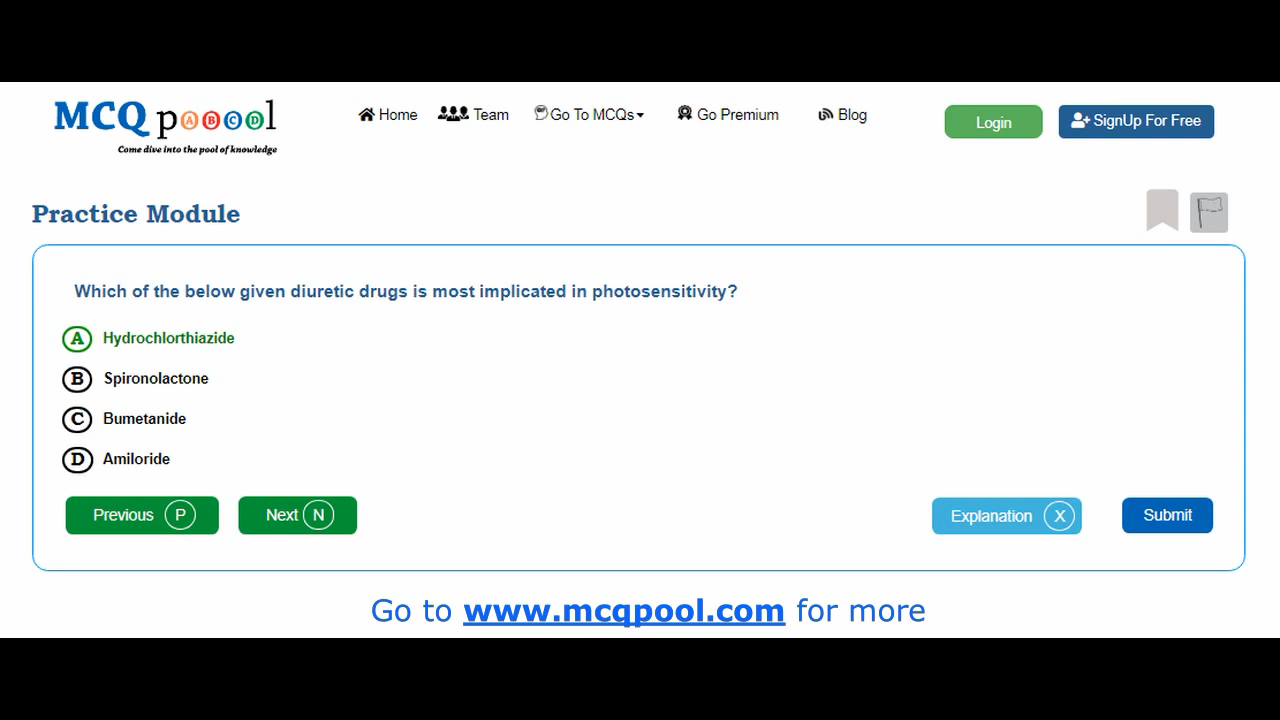 MCQ pooool
Come dive into the pool of knowledge
Home Team Go To MCQs Go Premium Blog Login SignUp For Free
Practice Module
Which of the below given diuretic drugs is most implicated in photosensitivity?
A Hydrochlorthiazide
B Spironolactone
C Bumetanide
D Amiloride
Previous P Next N Explanation X Submit
Go to www.mcqpool.com for more